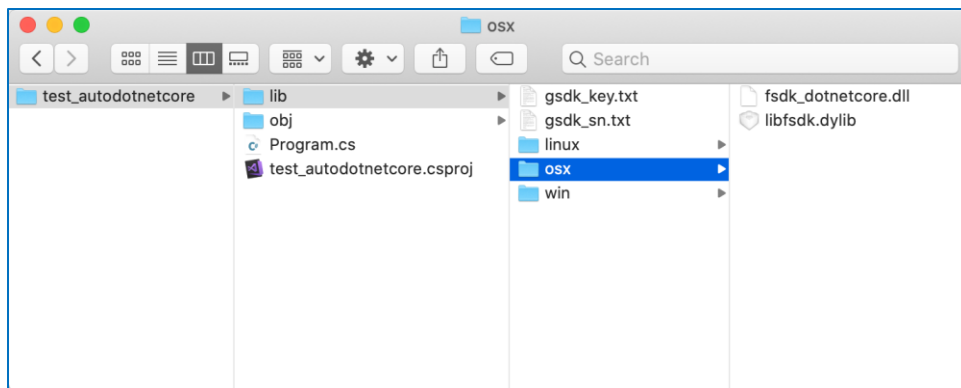 osx
Search
test_autodotnetcore
lib
obj
Program.cs
test_autodotnetcore.csproj
gsdk_key.txt
gsdk_sn.txt
linux
osx
win
fsdk_dotnetcore.dll
libfsdk.dylib